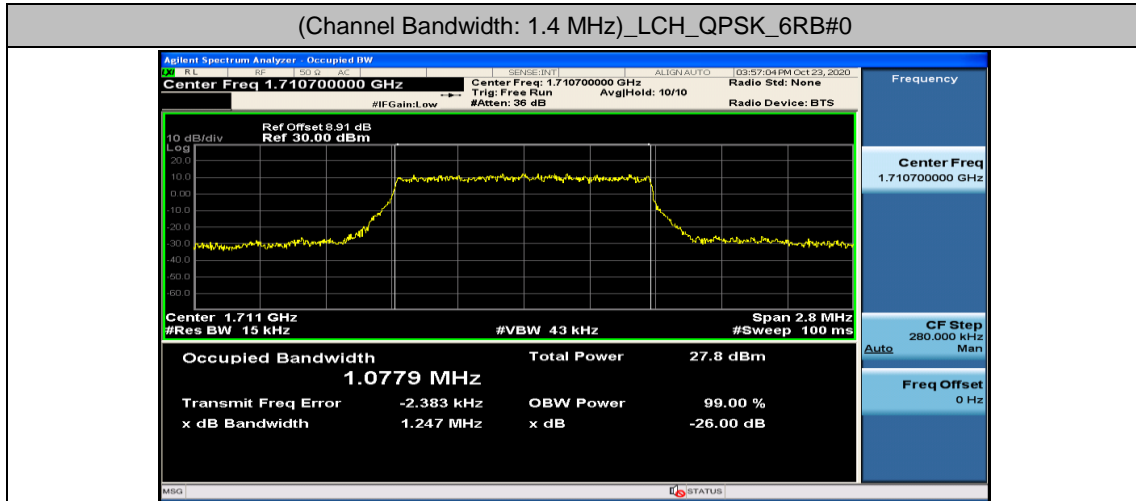 (Channel Bandwidth: 1.4 MHz)_LCH_QPSK_6RB#0
Agilent Spectrum Analyzer - Occupied BW
LXI RL RF 50 Ω AC SENSE:INT ALIGN AUTO 03:57:04 PM Oct 23, 2020
Center Freq 1.710700000 GHz
Center Freq: 1.710700000 GHz
Radio Std: None
Trig: Free Run Avg|Hold: 10/10
#IFGain:Low #Atten: 36 dB Radio Device: BTS
Ref Offset 8.91 dB
10 dB/div Ref 30.00 dBm
Log
20.0
10.0
0.00
-10.0
-20.0
-30.0
-40.0
-50.0
-60.0
Center 1.711 GHz Span 2.8 MHz
#Res BW 15 kHz #VBW 43 kHz #Sweep 100 ms
Occupied Bandwidth Total Power 27.8 dBm
1.0779 MHz
Transmit Freq Error -2.383 kHz OBW Power 99.00 %
x dB Bandwidth 1.247 MHz x dB -26.00 dB
MSG STATUS
Frequency
Center Freq
1.710700000 GHz
CF Step
280.000 kHz
Auto Man
Freq Offset
0 Hz